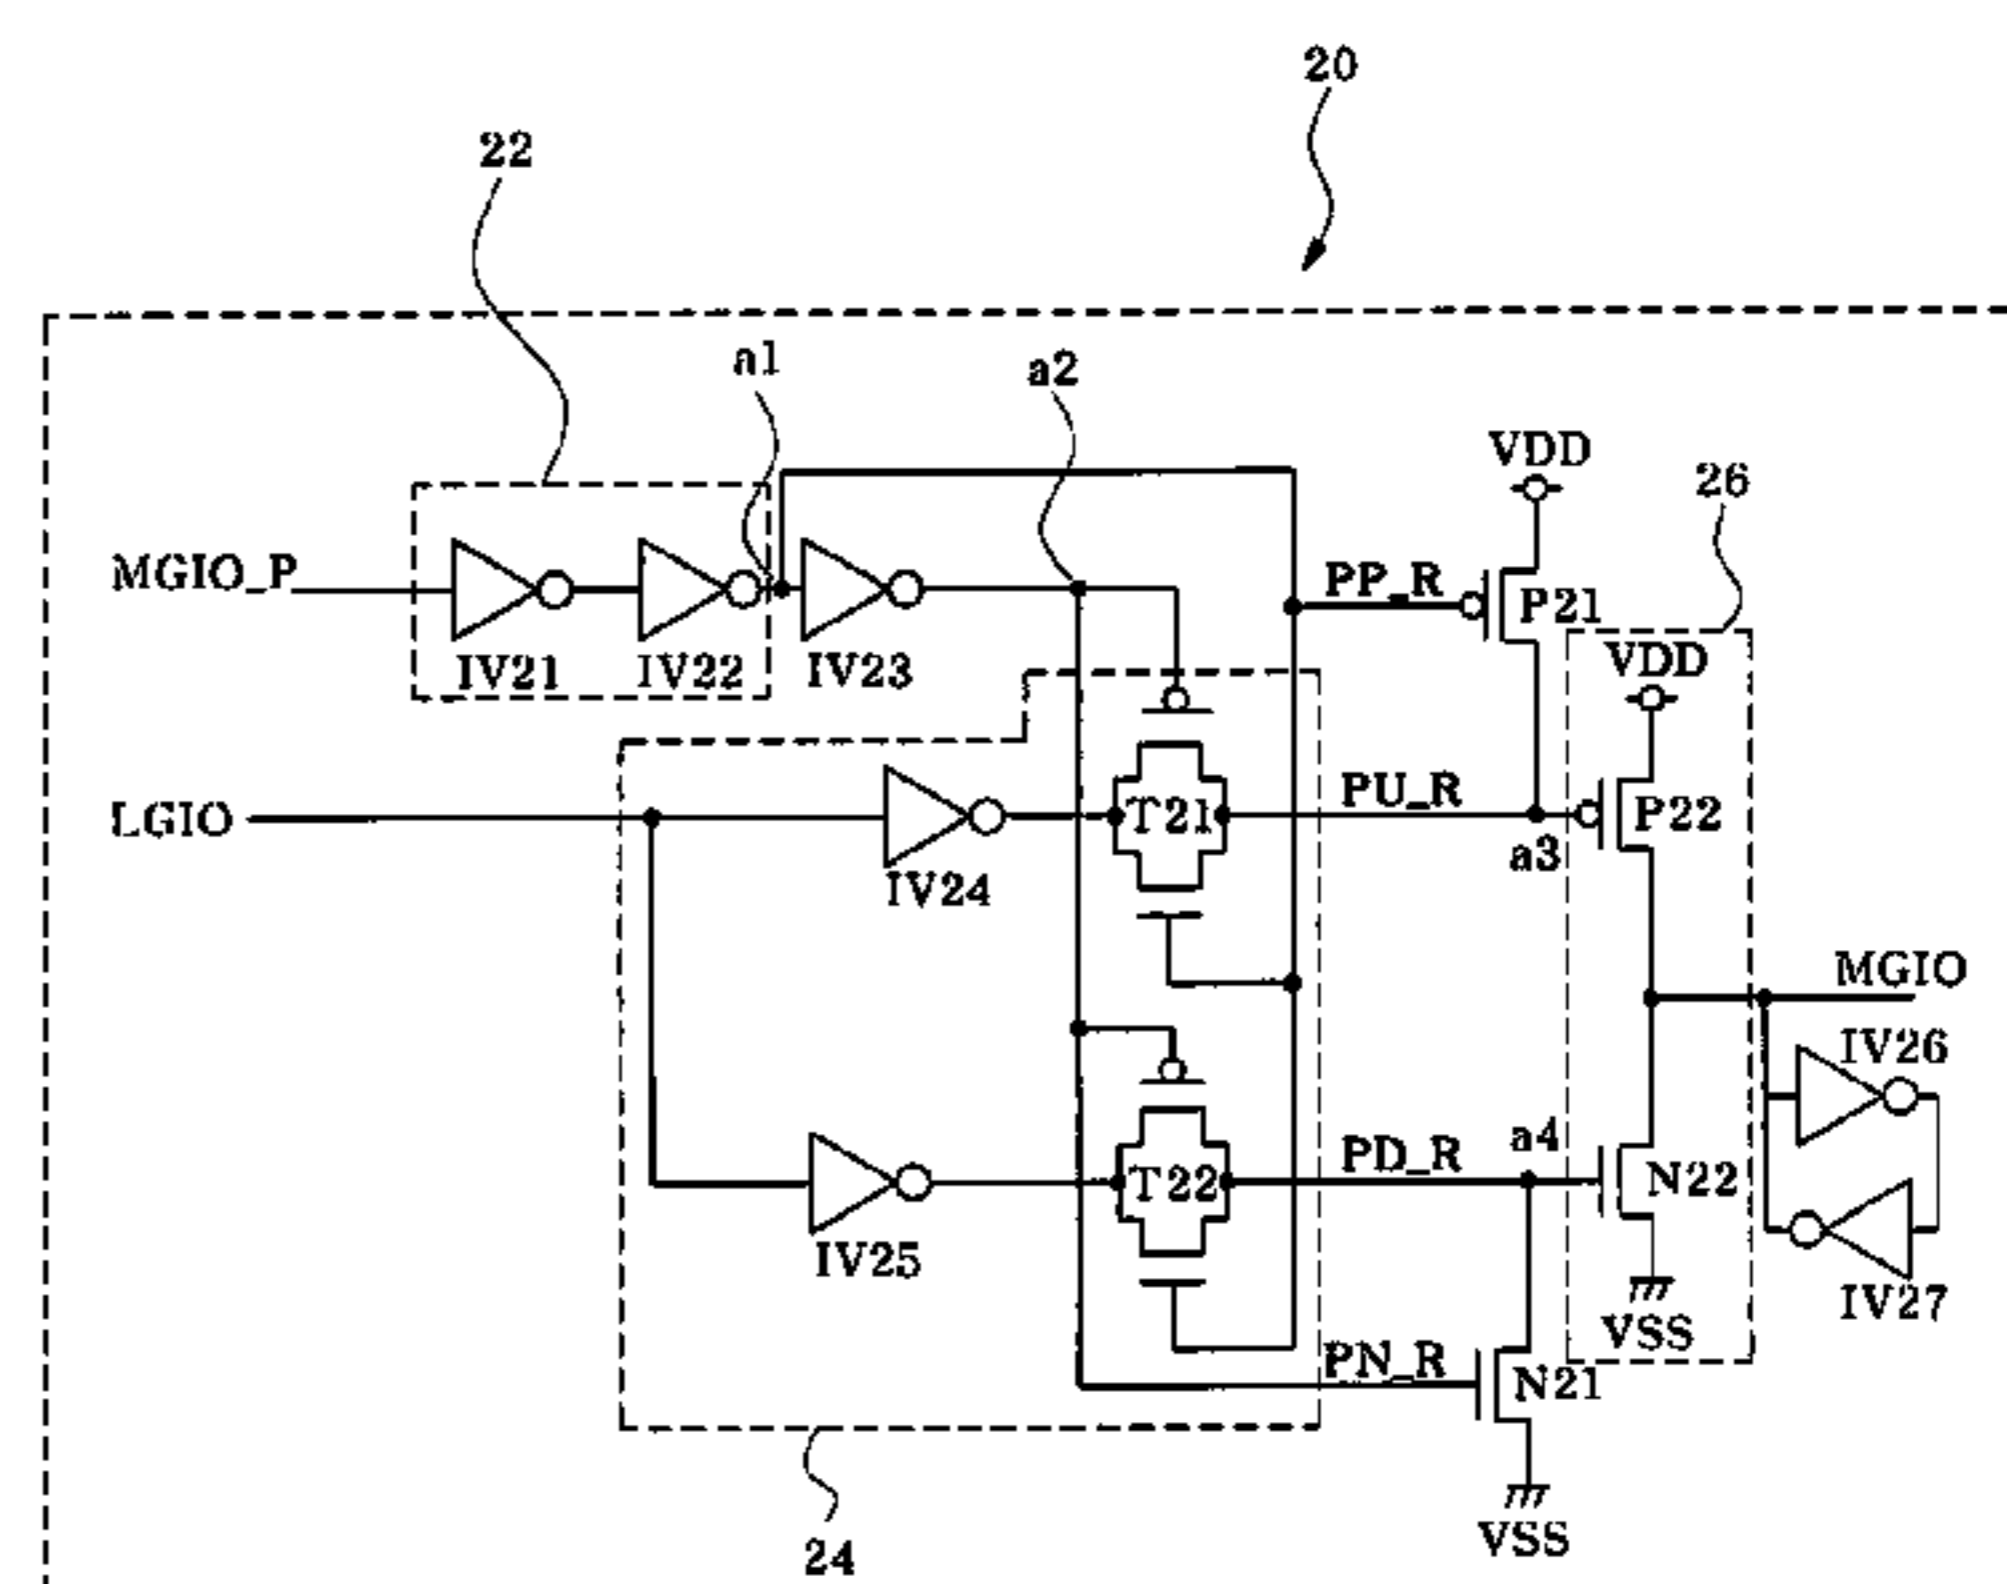 20
22
a1
a2
VDD
26
MGIO_P
PP_R
P21
IV21
IV22
IV23
VDD
LGIO
T21
PU_R
P22
a3
IV24
MGIO
IV26
PD_R
a4
T22
N22
IV25
IV27
VSS
PN_R
N21
VSS
24